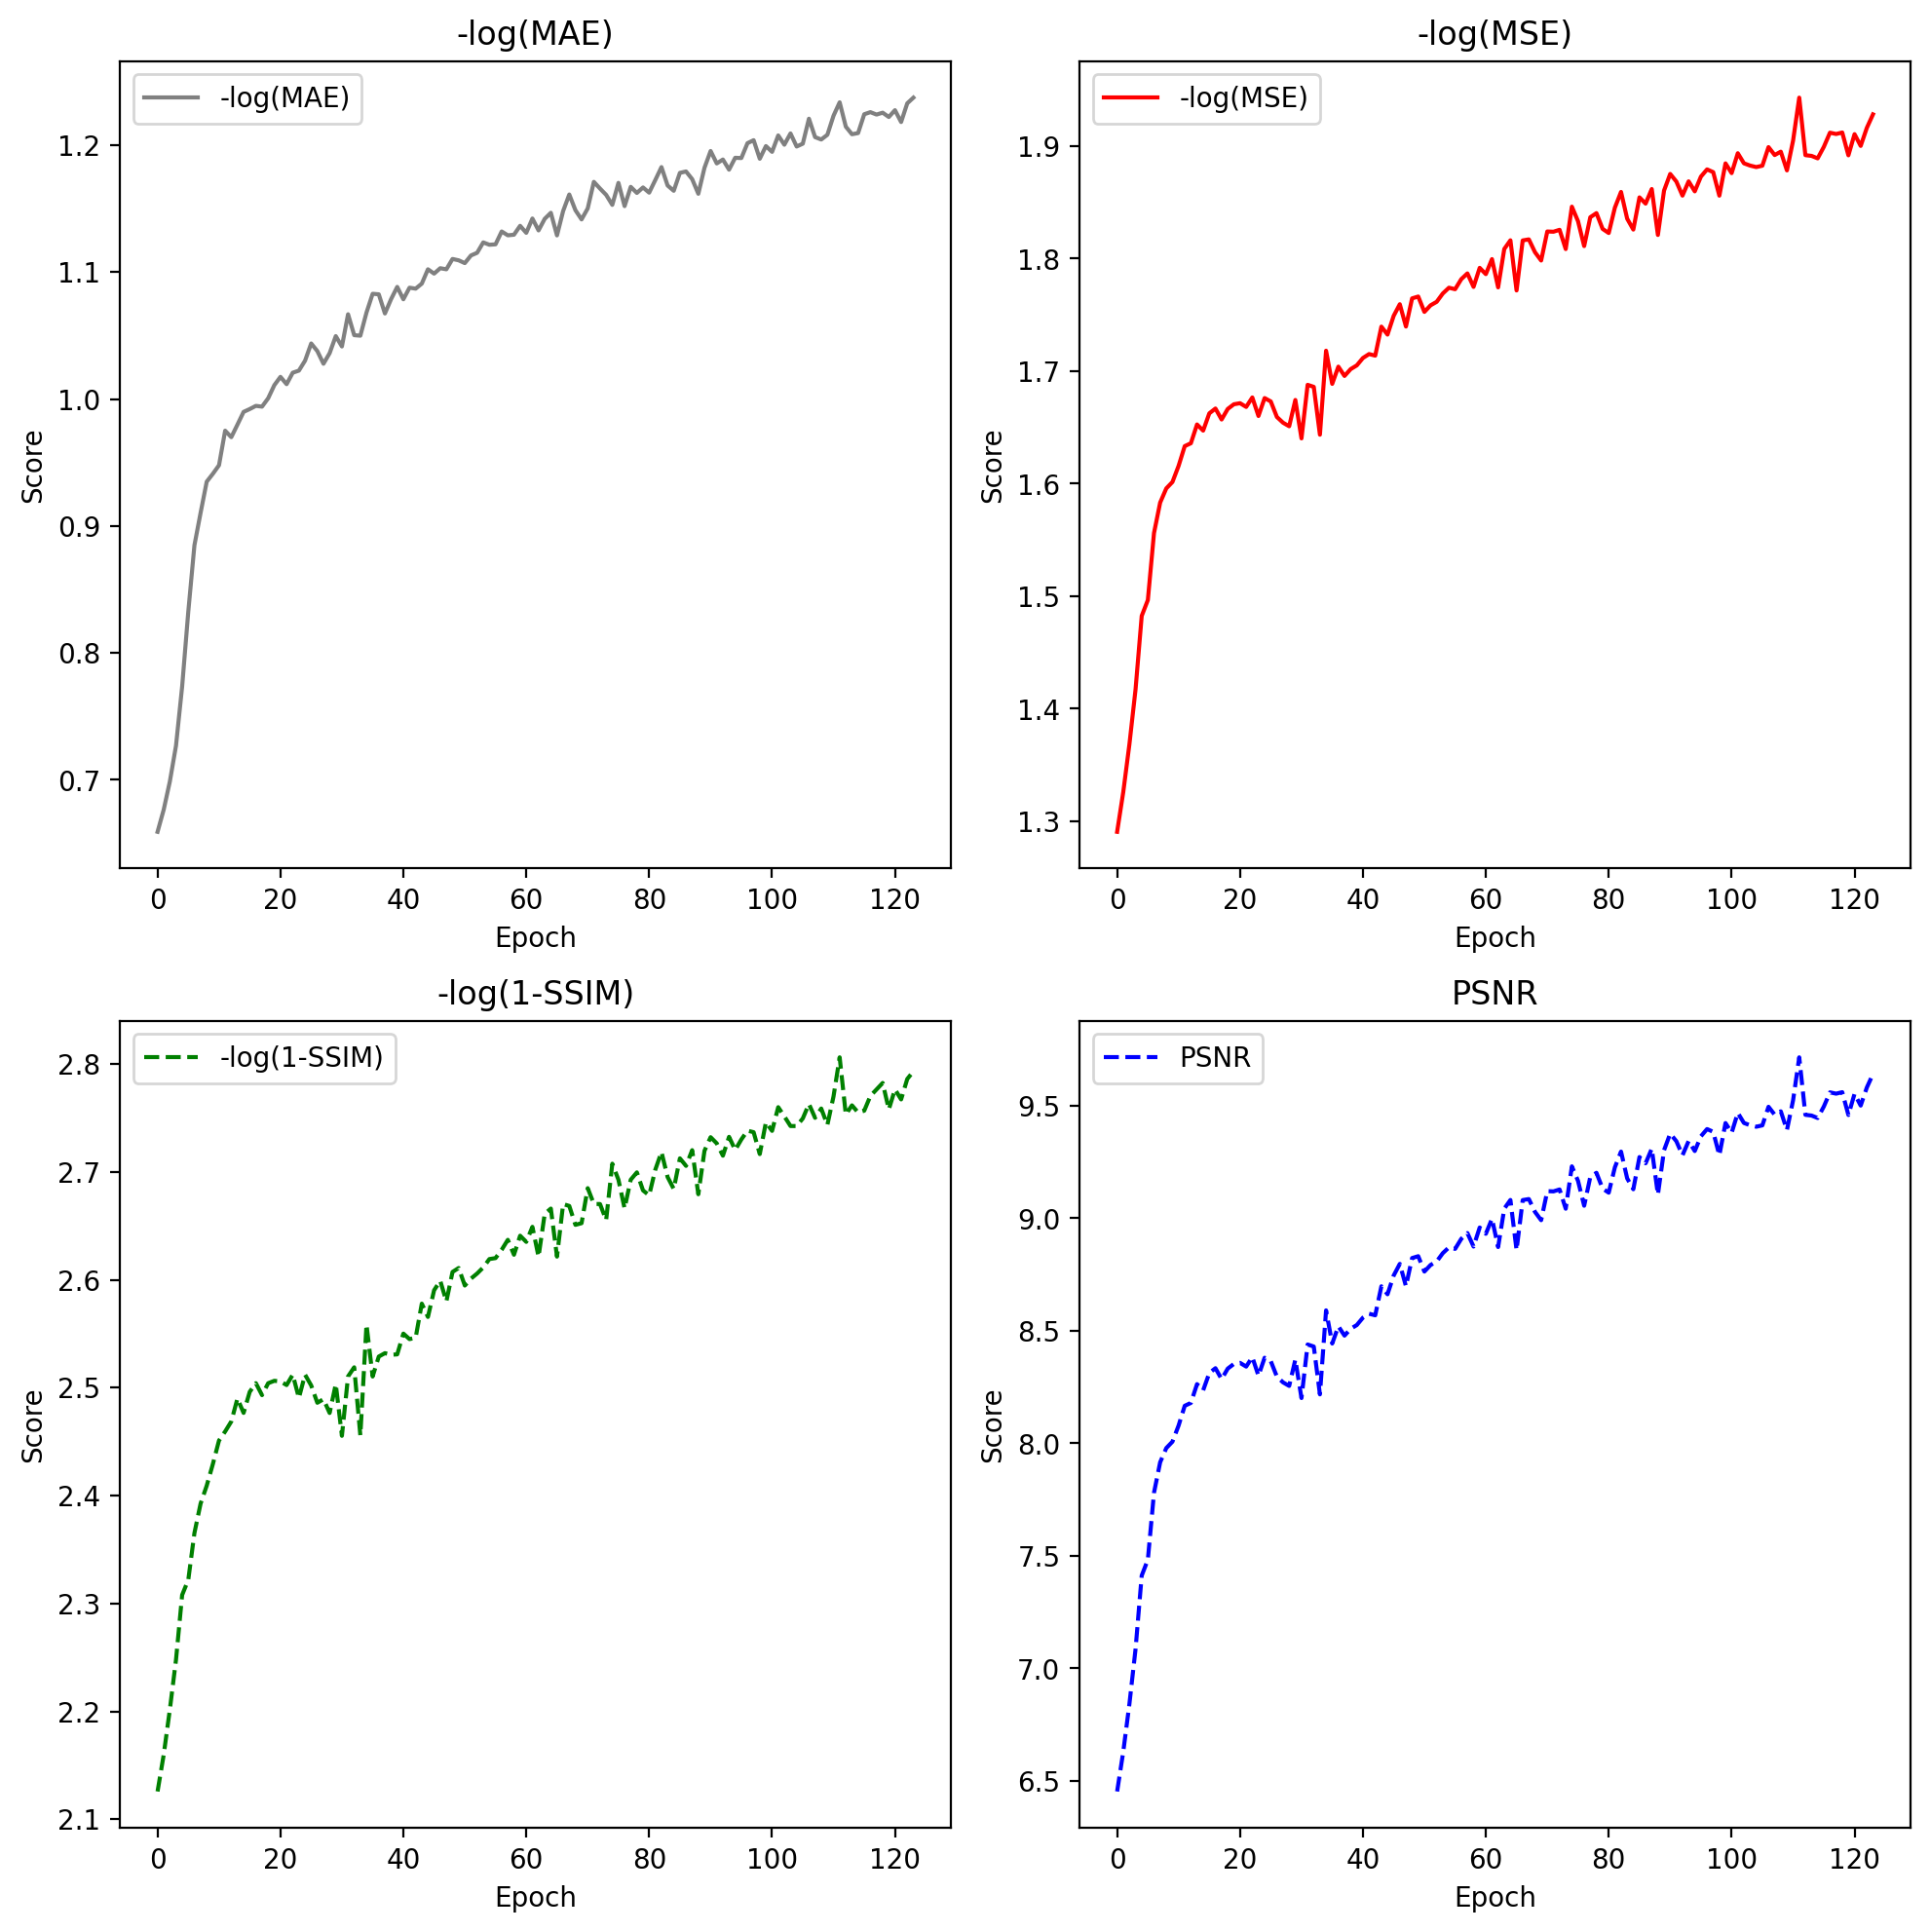 -log(MAE)
-log(MAE)
1.2
1.1
1.0
0.9
0.8
0.7
Score
0 20 40 60 80 100 120
Epoch
-log(MSE)
-log(MSE)
1.9
1.8
1.7
1.6
1.5
1.4
1.3
Score
0 20 40 60 80 100 120
Epoch
-log(1-SSIM)
-log(1-SSIM)
2.8
2.7
2.6
2.5
2.4
2.3
2.2
2.1
Score
0 20 40 60 80 100 120
Epoch
PSNR
PSNR
9.5
9.0
8.5
8.0
7.5
7.0
6.5
Score
0 20 40 60 80 100 120
Epoch